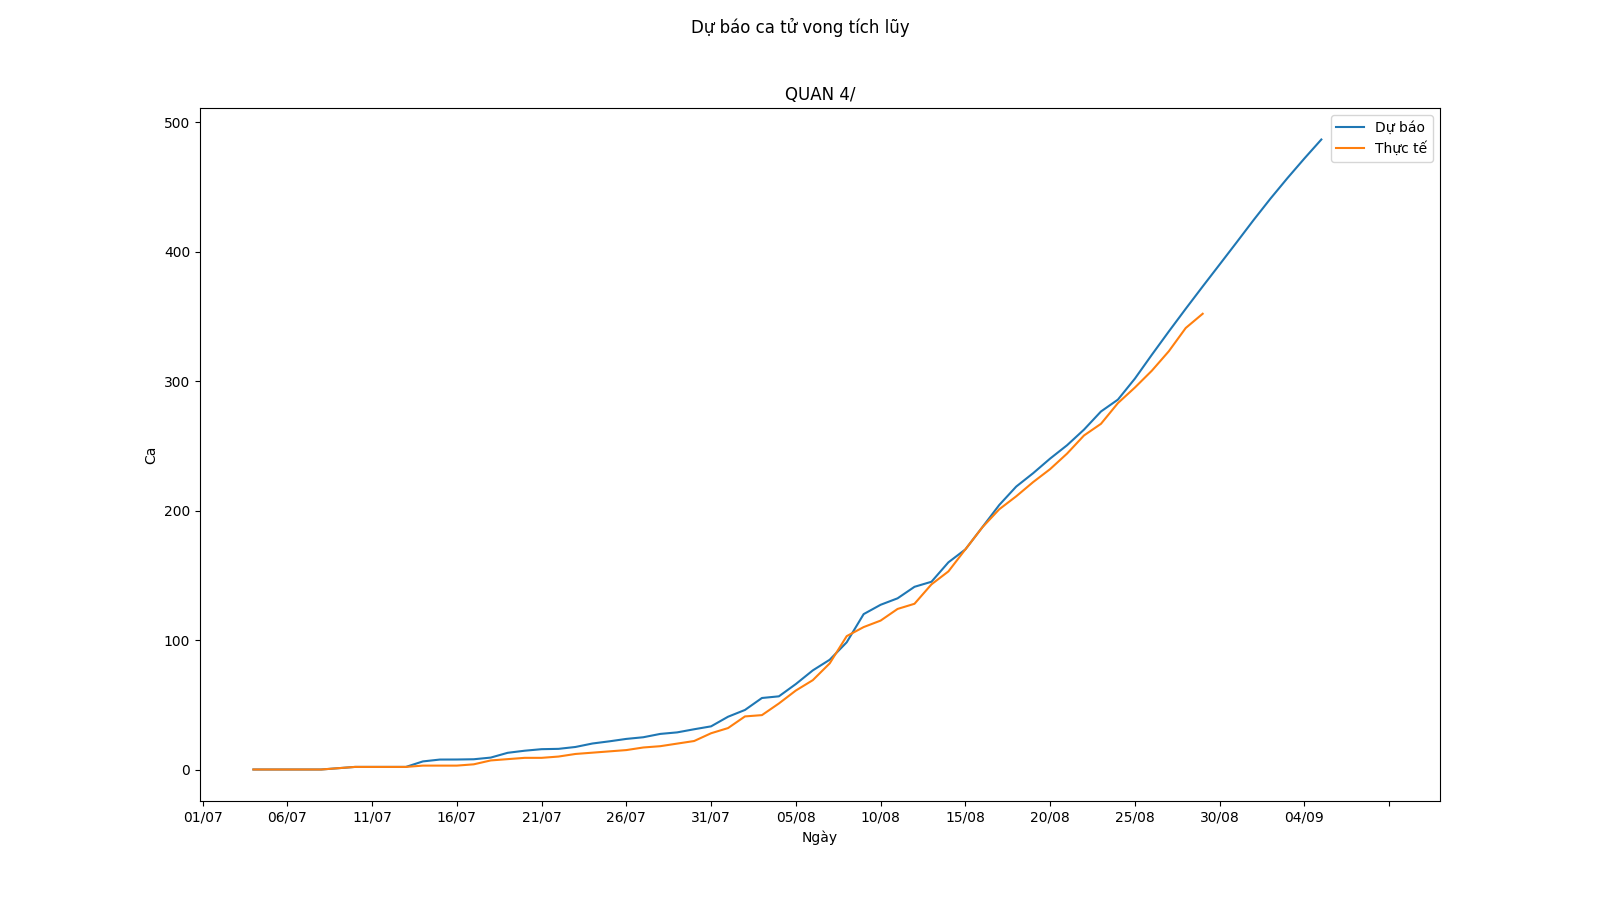 Dự báo ca tử vong tích lũy
QUAN 4/
Dự báo
Thực tế
500
400
300
200
100
0
Ca
01/07 06/07 11/07 16/07 21/07 26/07 31/07 05/08 10/08 15/08 20/08 25/08 30/08 04/09
Ngày